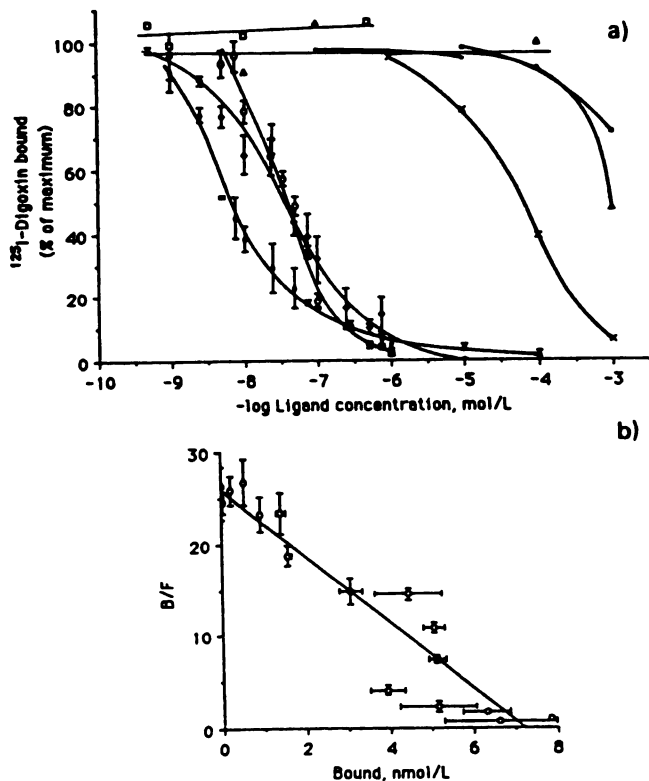 a)
100
80
60
40
20
0
125I-Digoxin bound
(% of maximum)
-10 -9 -8 -7 -6 -5 -4 -3
-log Ligand concentration, mol/L
b)
30
20
10
0
B/F
0 2 4 6 8
Bound, nmol/L